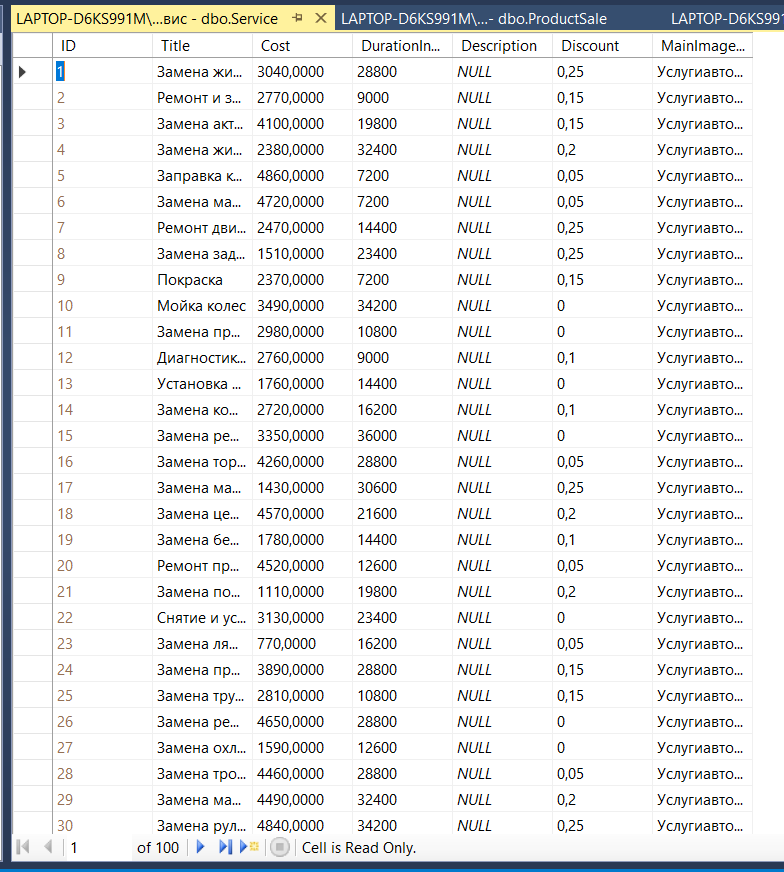 LAPTOP-D6KS991M\...вис - dbo.Service LAPTOP-D6KS991M\...- dbo.ProductSale LAPTOP-D6KS991
ID Title Cost DurationIn... Description Discount MainImage...
1 Замена жи... 3040,0000 28800 NULL 0,25 Услугиавто...
2 Ремонт и з... 2770,0000 9000 NULL 0,15 Услугиавто...
3 Замена акт... 4100,0000 19800 NULL 0,15 Услугиавто...
4 Замена жи... 2380,0000 32400 NULL 0,2 Услугиавто...
5 Заправка к... 4860,0000 7200 NULL 0,05 Услугиавто...
6 Замена ма... 4720,0000 7200 NULL 0,05 Услугиавто...
7 Ремонт дви... 2470,0000 14400 NULL 0,25 Услугиавто...
8 Замена зад... 1510,0000 23400 NULL 0,25 Услугиавто...
9 Покраска 2370,0000 7200 NULL 0,15 Услугиавто...
10 Мойка колес 3490,0000 34200 NULL 0 Услугиавто...
11 Замена пр... 2980,0000 10800 NULL 0 Услугиавто...
12 Диагностик... 2760,0000 9000 NULL 0,1 Услугиавто...
13 Установка ... 1760,0000 14400 NULL 0 Услугиавто...
14 Замена ко... 2720,0000 16200 NULL 0,1 Услугиавто...
15 Замена ре... 3350,0000 36000 NULL 0 Услугиавто...
16 Замена тор... 4260,0000 28800 NULL 0,05 Услугиавто...
17 Замена ма... 1430,0000 30600 NULL 0,25 Услугиавто...
18 Замена це... 4570,0000 21600 NULL 0,2 Услугиавто...
19 Замена бе... 1780,0000 14400 NULL 0,1 Услугиавто...
20 Ремонт пр... 4520,0000 12600 NULL 0,05 Услугиавто...
21 Замена по... 1110,0000 19800 NULL 0,2 Услугиавто...
22 Снятие и ус... 3130,0000 23400 NULL 0 Услугиавто...
23 Замена ля... 770,0000 16200 NULL 0,05 Услугиавто...
24 Замена пр... 3890,0000 28800 NULL 0,15 Услугиавто...
25 Замена тру... 2810,0000 10800 NULL 0,15 Услугиавто...
26 Замена ре... 4650,0000 28800 NULL 0 Услугиавто...
27 Замена охл... 1590,0000 12600 NULL 0 Услугиавто...
28 Замена тро... 4460,0000 28800 NULL 0,05 Услугиавто...
29 Замена ма... 4490,0000 32400 NULL 0,2 Услугиавто...
30 Замена рул... 4840,0000 34200 NULL 0,25 Услугиавто...
1 of 100 Cell is Read Only.